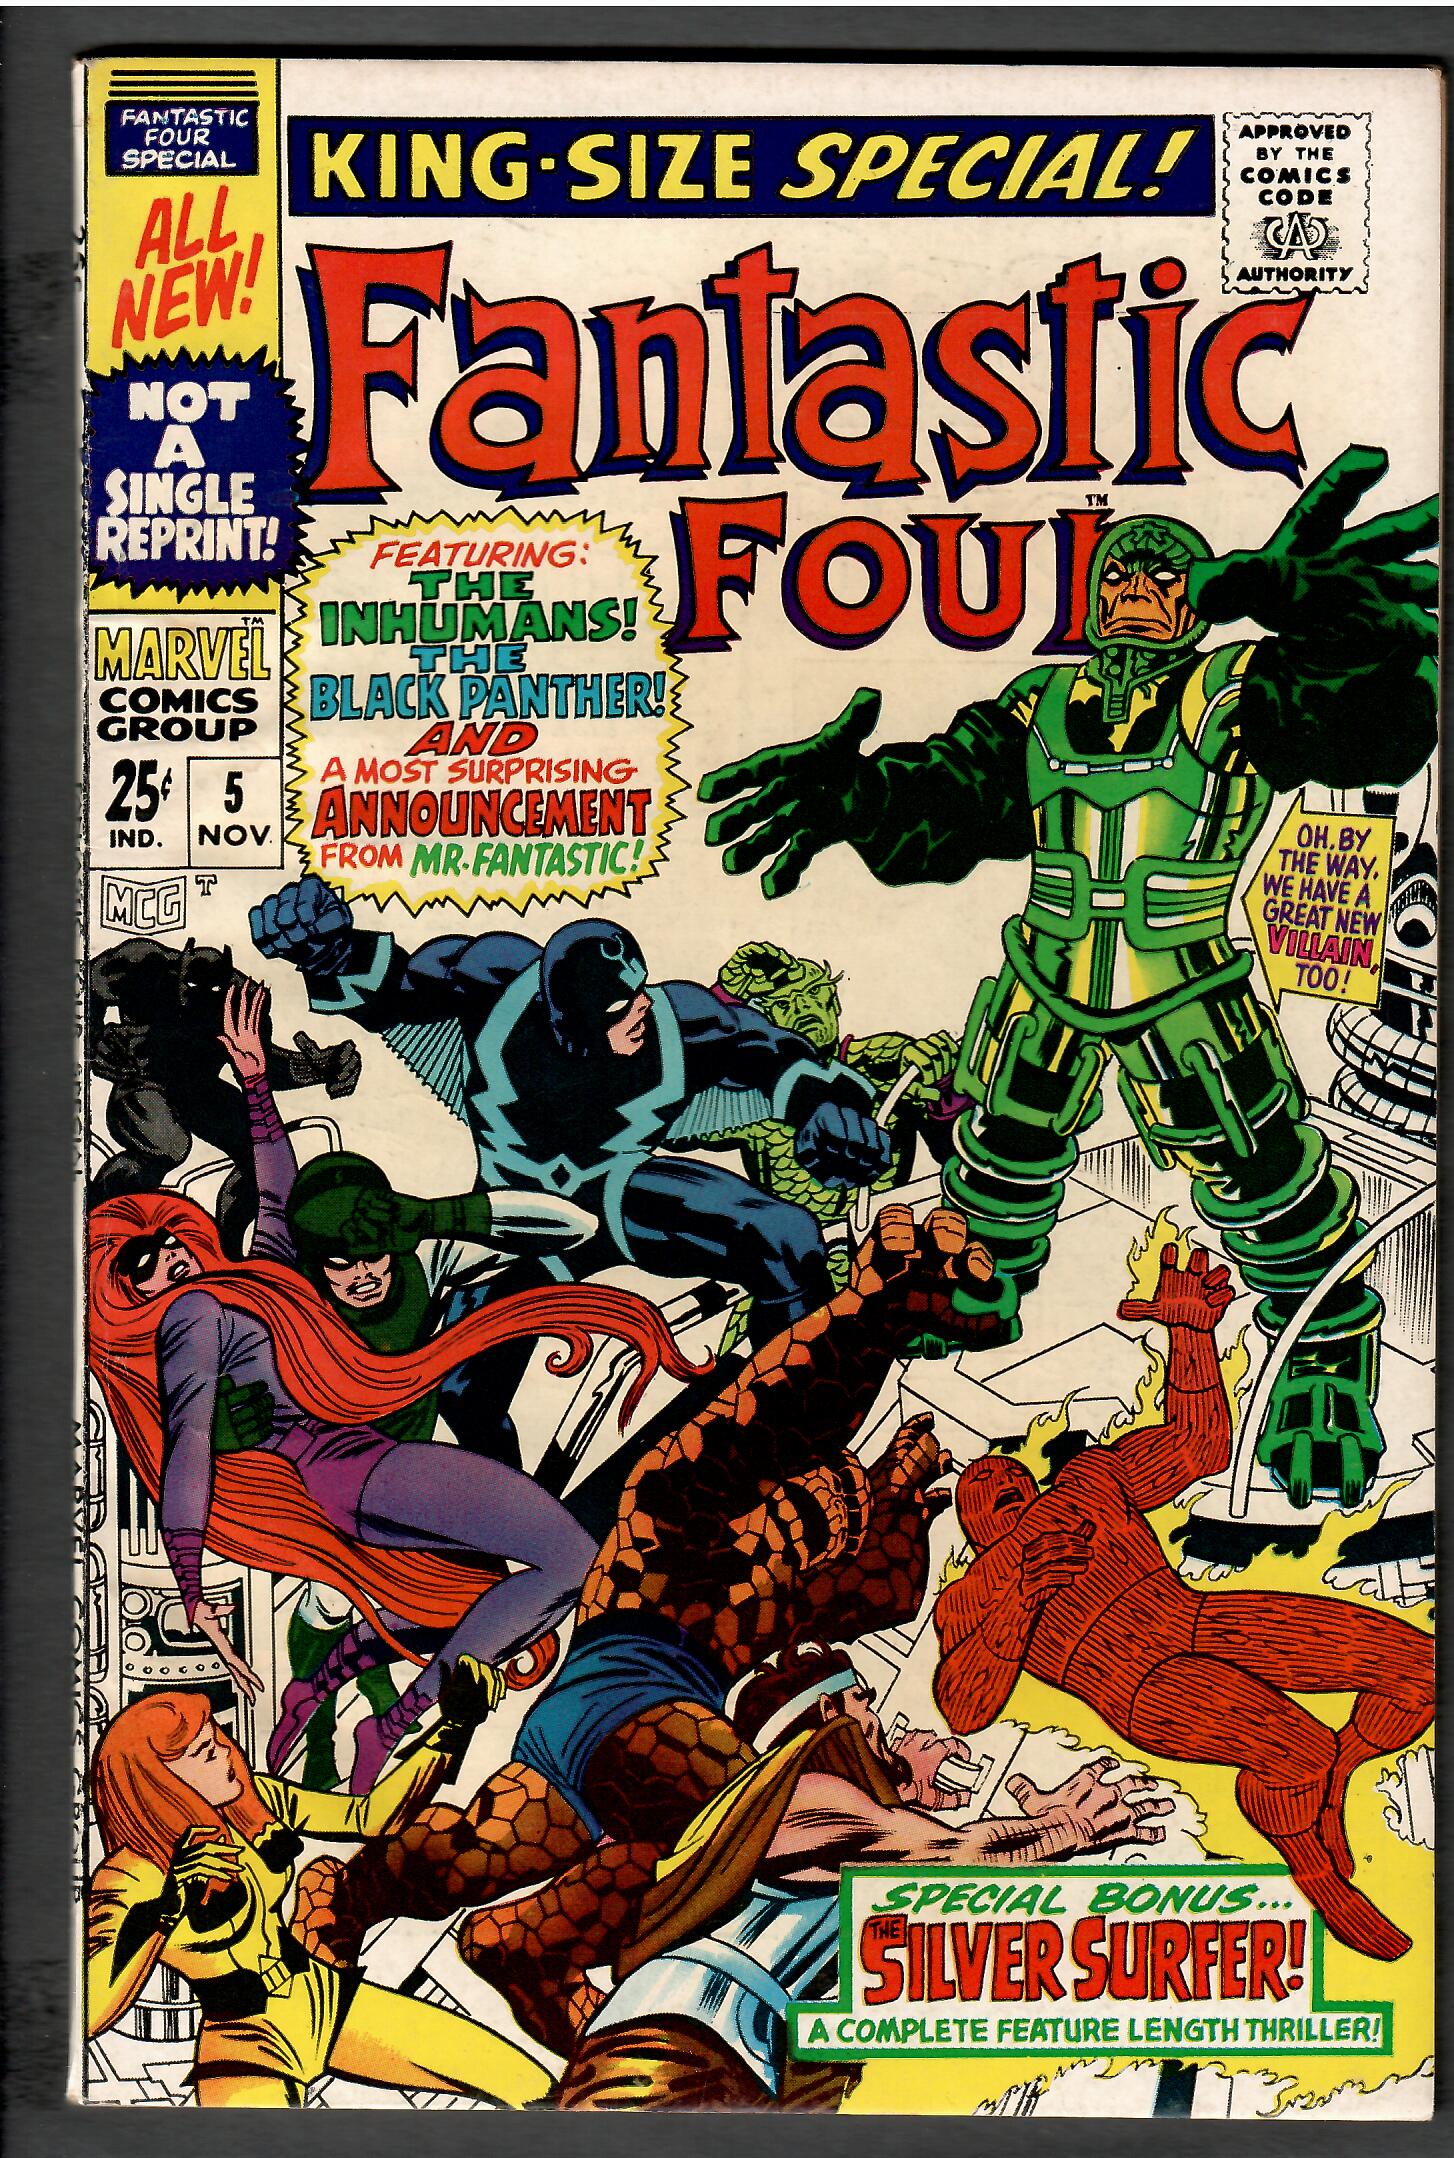 FANTASTIC
FOUR
SPECIAL
ALL
NEW!
NOT
A
SINGLE
REPRINT!
MARVEL™
COMICS
GROUP
25¢
IND.
5
NOV.
MCG
T
KING-SIZE SPECIAL!
APPROVED
BY THE
COMICS
CODE
CA
AUTHORITY
Fantastic
Four
™
FEATURING:
THE
INHUMANS!
THE
BLACK PANTHER!
AND
A MOST SURPRISING
ANNOUNCEMENT
FROM MR. FANTASTIC!
OH, BY
THE WAY,
WE HAVE A
GREAT NEW
VILLAIN,
TOO!
SPECIAL BONUS...
THE SILVER SURFER!
A COMPLETE FEATURE LENGTH THRILLER!